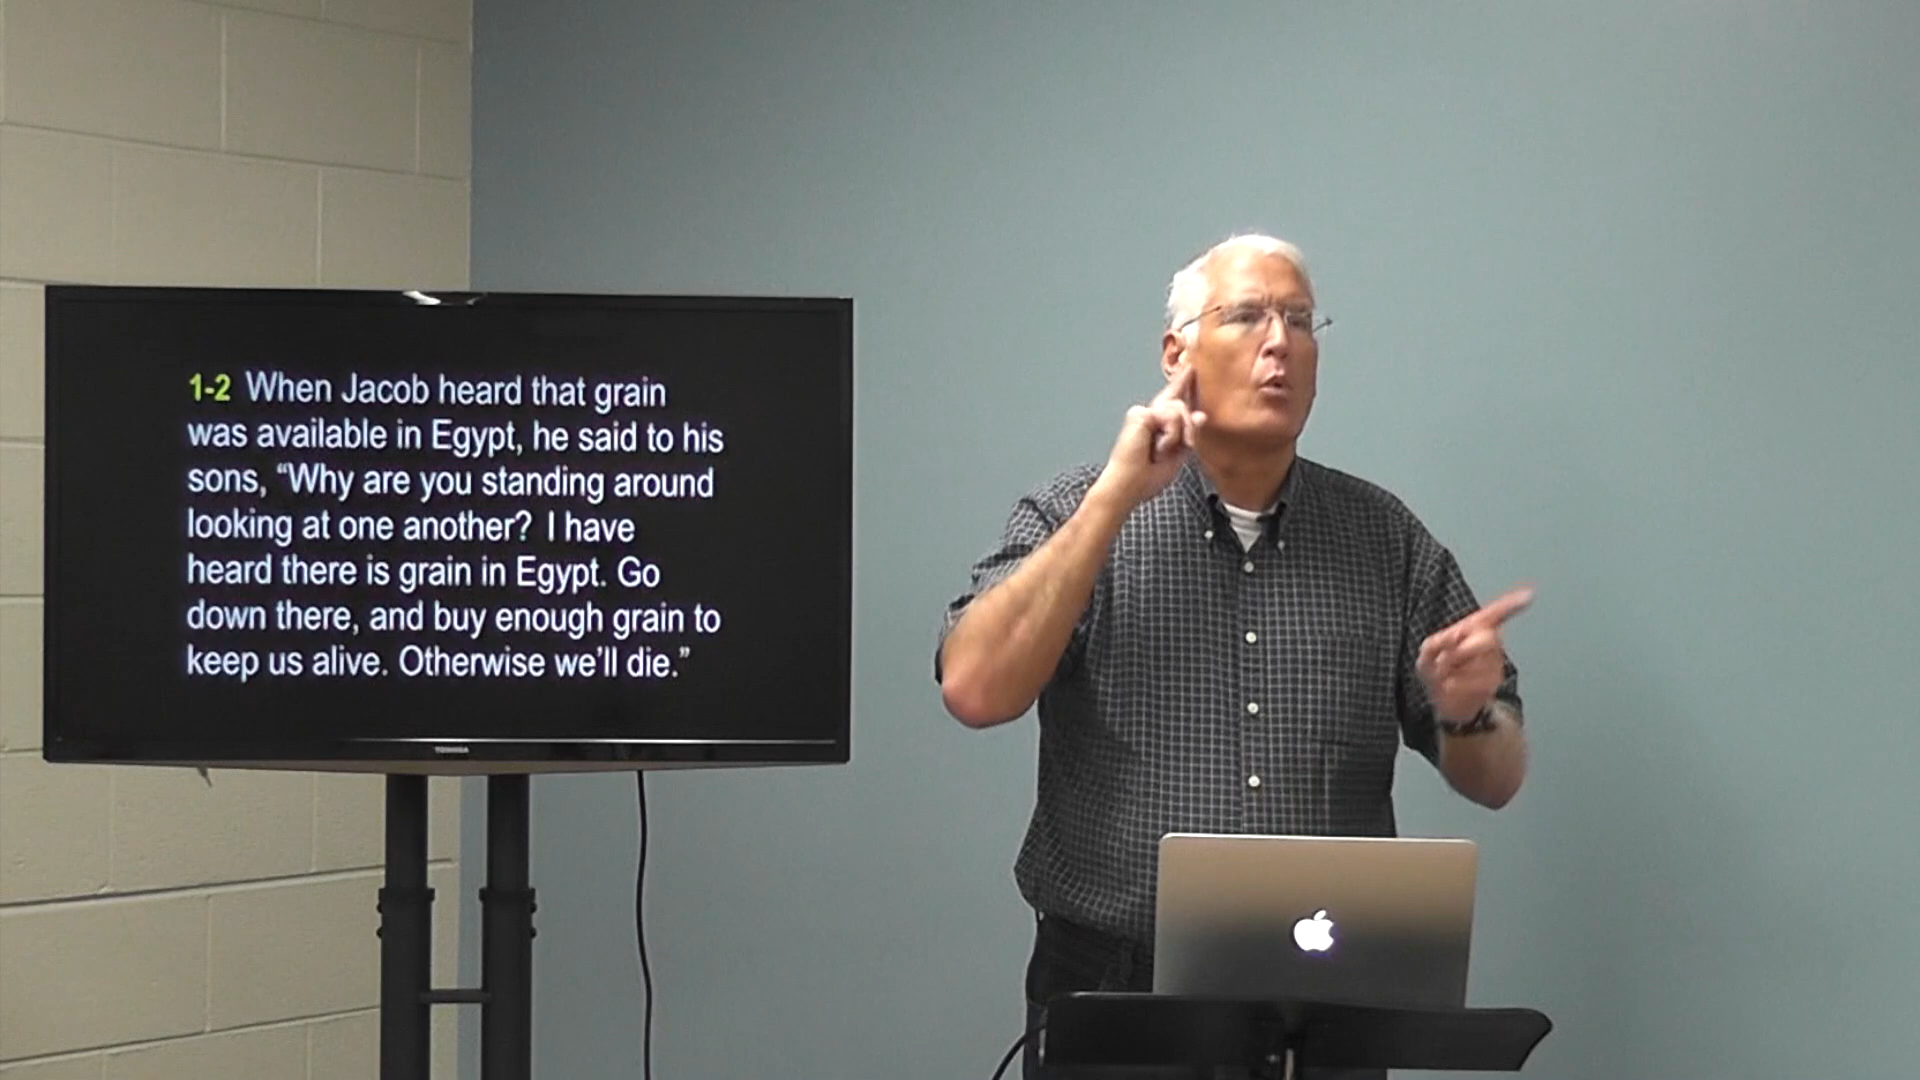 1-2 When Jacob heard that grain
was available in Egypt, he said to his
sons, “Why are you standing around
looking at one another? I have
heard there is grain in Egypt. Go
down there, and buy enough grain to
keep us alive. Otherwise we’ll die.”
TOSHIBA